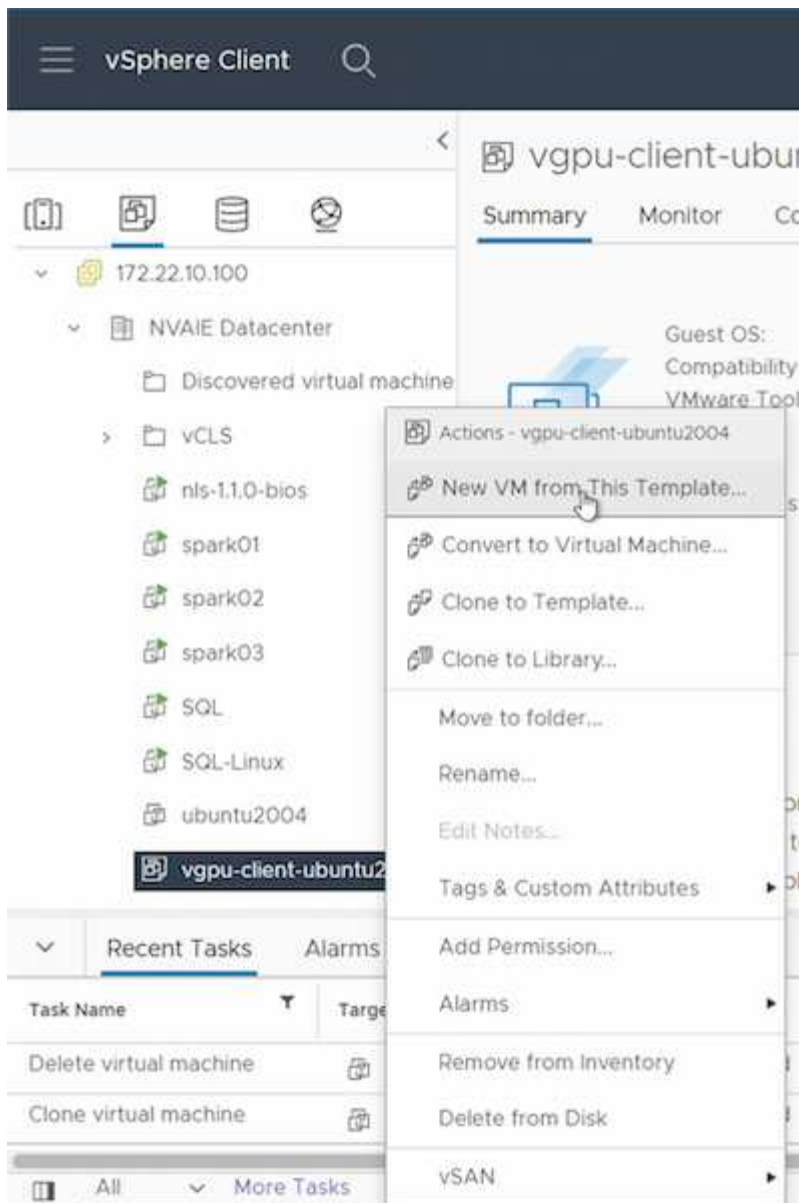 vSphere Client
vgpu-client-ubu
Summary Monitor
172.22.10.100
NVAIE Datacenter
Guest OS:
Compatibility
VMware Tool
Discovered virtual machine
vCLS
nls-1.1.0-bios
spark01
spark02
spark03
SQL
SQL-Linux
ubuntu2004
vgpu-client-ubuntu2
Actions - vgpu-client-ubuntu2004
New VM from This Template...
Convert to Virtual Machine...
Clone to Template...
Clone to Library...
Move to folder...
Rename...
Edit Notes...
Tags & Custom Attributes
Add Permission...
Alarms
Remove from Inventory
Delete from Disk
vSAN
Recent Tasks Alarms
Task Name Targe
Delete virtual machine
Clone virtual machine
All More Tasks